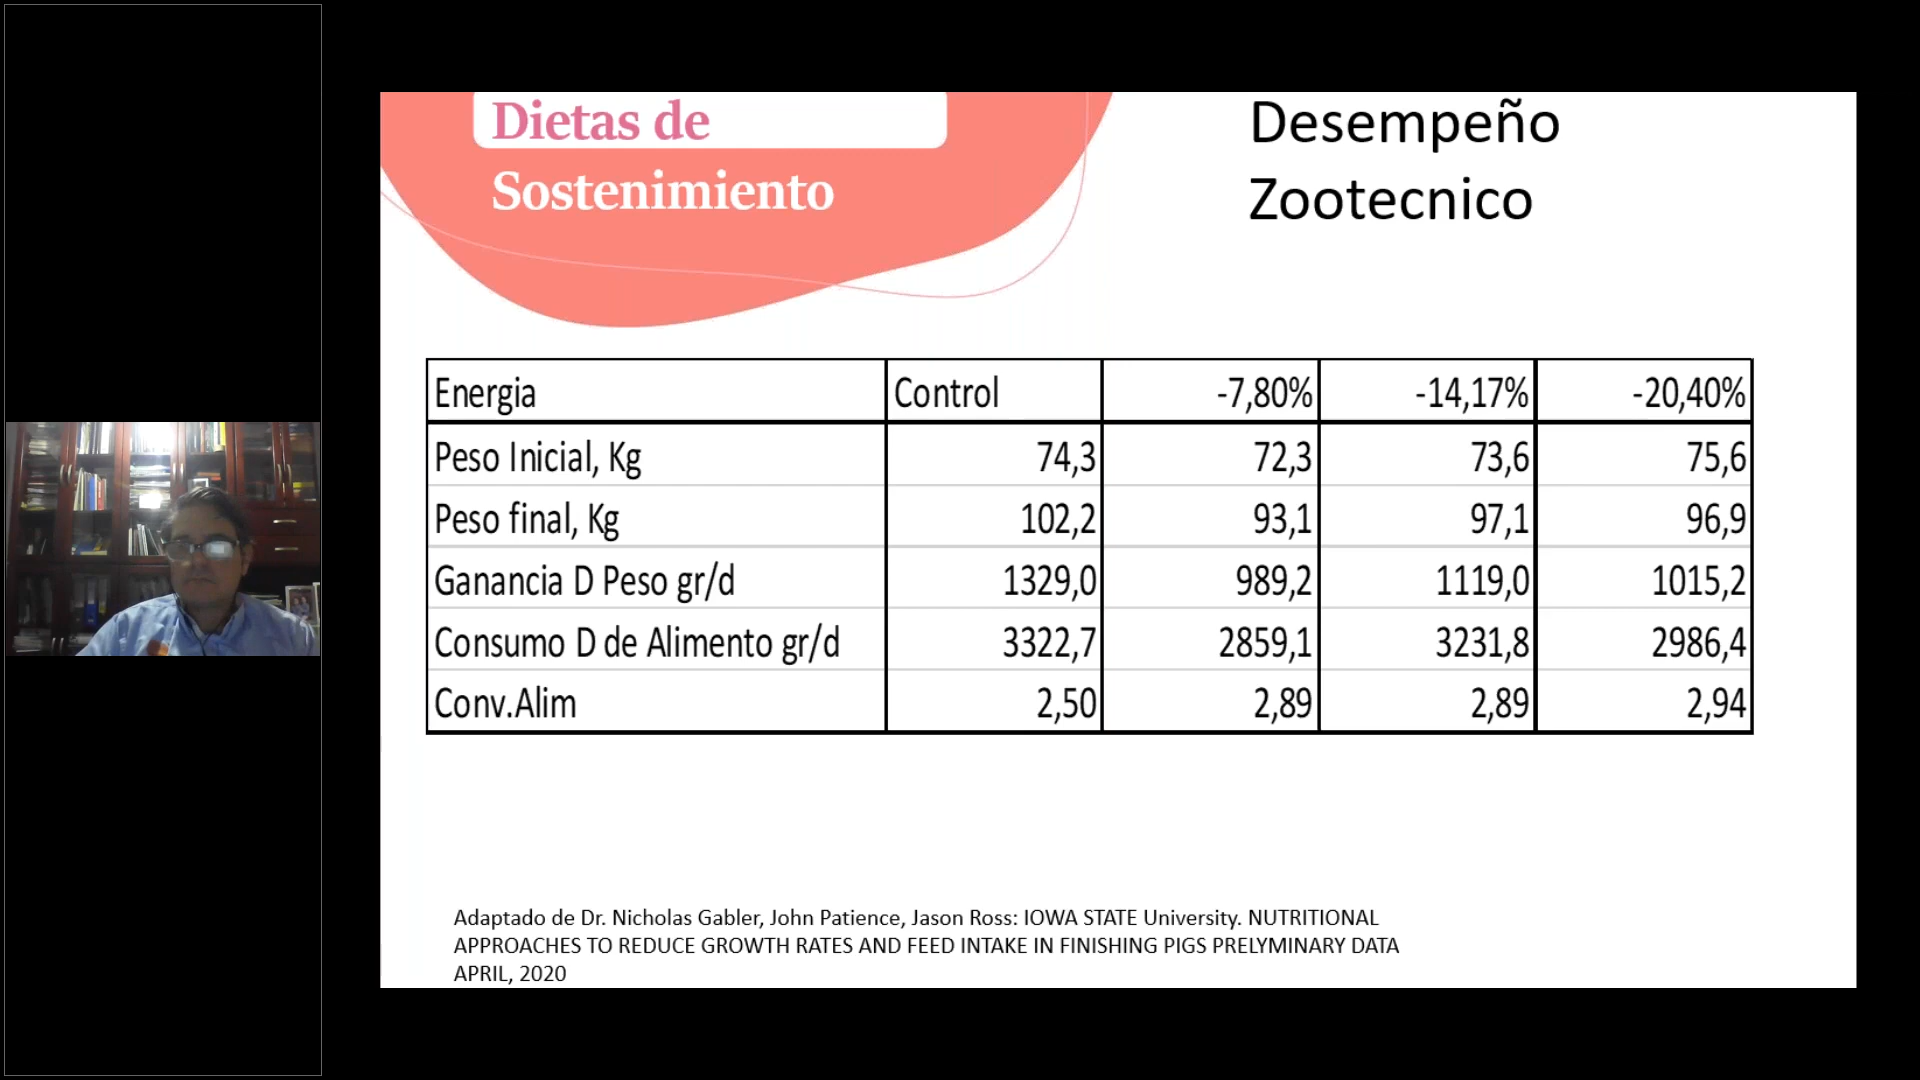 Dietas de
Sostenimiento
Desempeño
Zootecnico
Energia Control -7,80% -14,17% -20,40%
Peso Inicial, Kg 74,3 72,3 73,6 75,6
Peso final, Kg 102,2 93,1 97,1 96,9
Ganancia D Peso gr/d 1329,0 989,2 1119,0 1015,2
Consumo D de Alimento gr/d 3322,7 2859,1 3231,8 2986,4
Conv.Alim 2,50 2,89 2,89 2,94
Adaptado de Dr. Nicholas Gabler, John Patience, Jason Ross: IOWA STATE University. NUTRITIONAL
APPROACHES TO REDUCE GROWTH RATES AND FEED INTAKE IN FINISHING PIGS PRELYMINARY DATA
APRIL, 2020